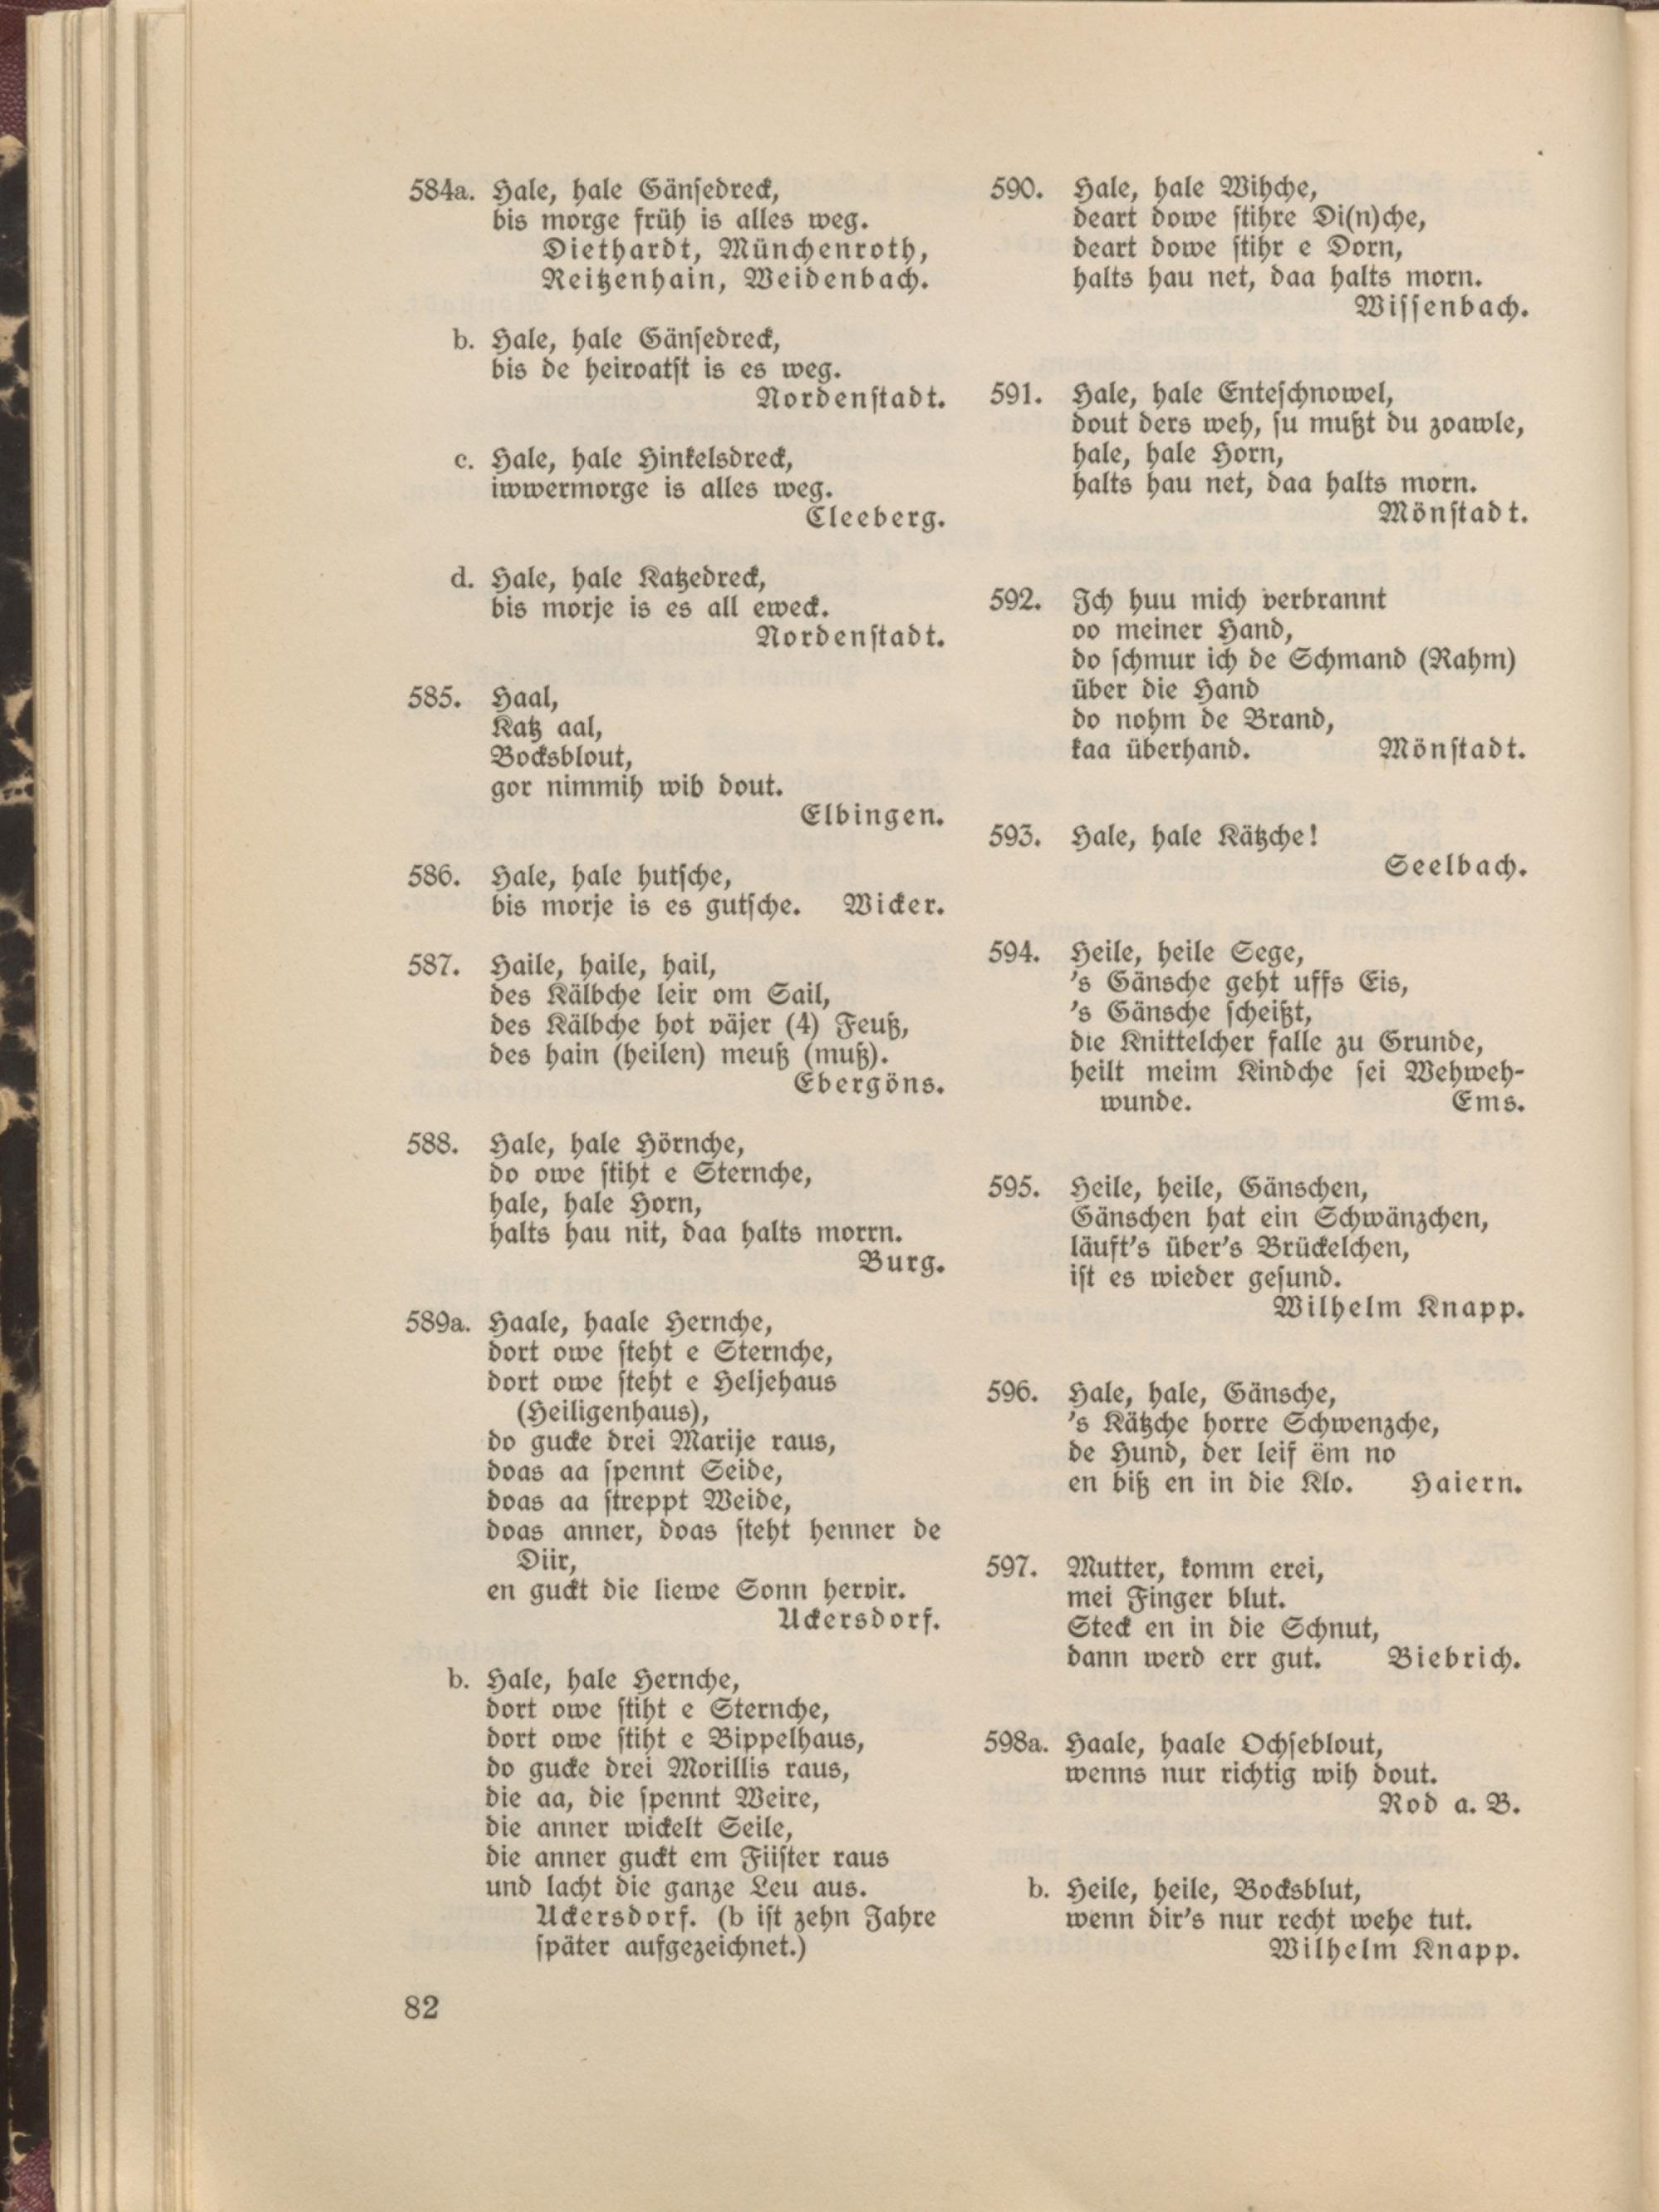 584a. Hale, hale Gänsedreck,
bis morge früh is alles weg.
Diethardt, Münchenroth,
Reitzenhain, Weidenbach.
b. Hale, hale Gänsedreck,
bis de heiroatst is es weg.
Nordenstadt.
c. Hale, hale Hinkelsdreck,
iwwermorge is alles weg.
Cleeberg.
d. Hale, hale Katzedreck,
bis morje is es all eweck.
Nordenstadt.
585. Haal,
Katz aal,
Bocksblout,
gor nimmih wib dout.
Elbingen.
586. Hale, hale hutsche,
bis morje is es gutsche. Wicker.
587. Haile, haile, hail,
des Kälbche leir om Sail,
des Kälbche hot väjer (4) Feuß,
des hain (heilen) meuß (muß).
Ebergöns.
588. Hale, hale Hörnche,
do owe stiht e Sternche,
hale, hale Horn,
halts hau nit, daa halts morrn.
Burg.
589a. Haale, haale Hernche,
dort owe steht e Sternche,
dort owe steht e Heljehaus
(Heiligenhaus),
do gucke drei Marije raus,
doas aa spennt Seide,
doas aa streppt Weide,
doas anner, doas steht henner de
Diir,
en guckt die liewe Sonn hervir.
Uckersdorf.
b. Hale, hale Hernche,
dort owe stiht e Sternche,
dort owe stiht e Bippelhaus,
do gucke drei Morillis raus,
die aa, die spennt Weire,
die anner wickelt Seile,
die anner guckt em Fiister raus
und lacht die ganze Leu aus.
Uckersdorf. (b ist zehn Jahre
später aufgezeichnet.)
82
590. Hale, hale Wihche,
deart dowe stihre Di(n)che,
deart dowe stihr e Dorn,
halts hau net, daa halts morn.
Wissenbach.
591. Hale, hale Enteschnowel,
dout ders weh, su mußt du zoawle,
hale, hale Horn,
halts hau net, daa halts morn.
Mönstadt.
592. Ich huu mich verbrannt
oo meiner Hand,
do schmur ich de Schmand (Rahm)
über die Hand
do nohm de Brand,
kaa überhand. Mönstadt.
593. Hale, hale Kätzche!
Seelbach.
594. Heile, heile Sege,
's Gänsche geht uffs Eis,
's Gänsche scheißt,
die Knittelcher falle zu Grunde,
heilt meim Kindche sei Wehweh-
wunde. Ems.
595. Heile, heile, Gänschen,
Gänschen hat ein Schwänzchen,
läuft's über's Brückelchen,
ist es wieder gesund.
Wilhelm Knapp.
596. Hale, hale, Gänsche,
's Kätzche horre Schwenzche,
de Hund, der leif ëm no
en biß en in die Klo. Haiern.
597. Mutter, komm erei,
mei Finger blut.
Steck en in die Schnut,
dann werd err gut. Biebrich.
598a. Haale, haale Ochseblout,
wenns nur richtig wih dout.
Rod a. B.
b. Heile, heile, Bocksblut,
wenn dir's nur recht wehe tut.
Wilhelm Knapp.